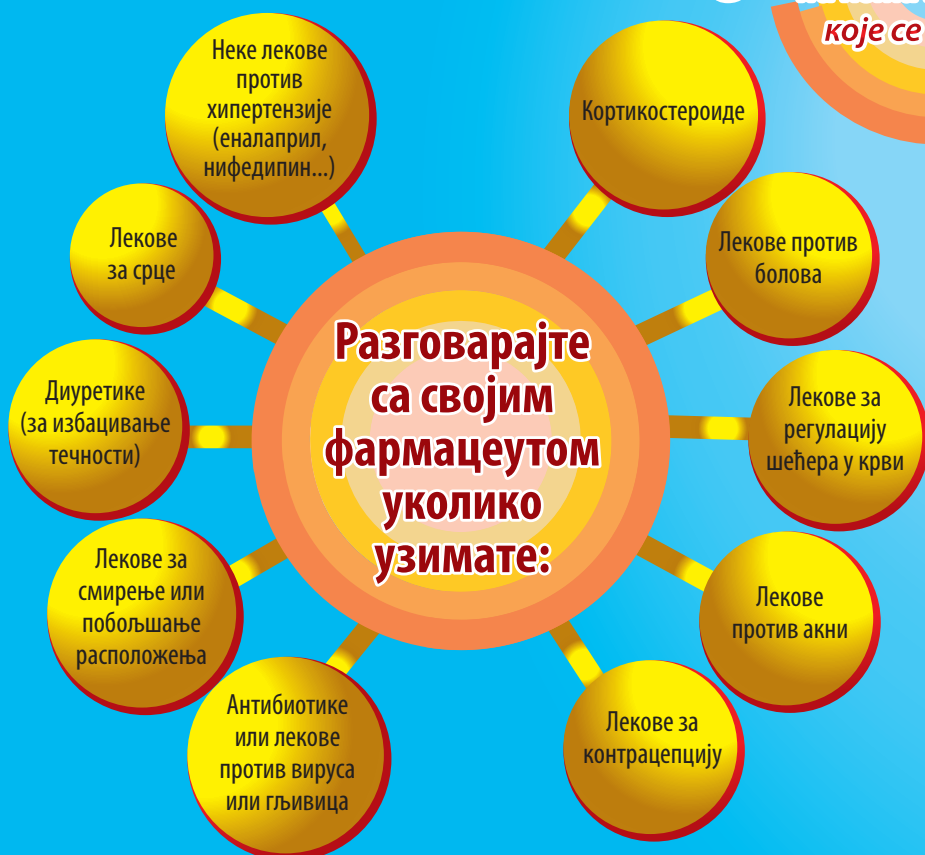 које се
Разговарајте
са својим
фармацеутом
уколико
узимате:
Неке лекове
против
хипертензије
(еналаприл,
нифедипин...)
Кортикостероиде
Лекове
за срце
Лекове против
болова
Диуретике
(за избацивање
течности)
Лекове за
регулацију
шећера у крви
Лекове за
смирење или
побољшање
расположења
Лекове
против акни
Антибиотике
или лекове
против вируса
или гљивица
Лекове за
контрацепцију